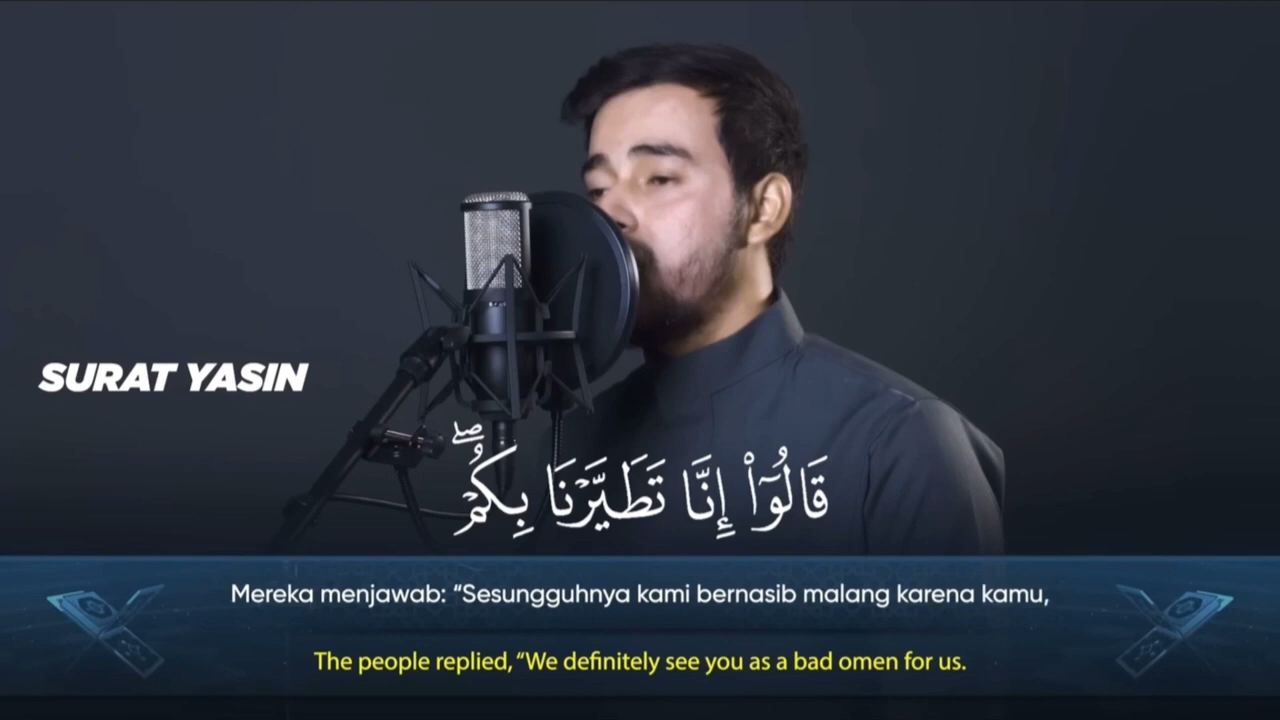 SURAT YASIN
قَالُوٓا۟ إِنَّا تَطَيَّرْنَا بِكُمْ ۖ
Mereka menjawab: “Sesungguhnya kami bernasib malang karena kamu,
The people replied, “We definitely see you as a bad omen for us.